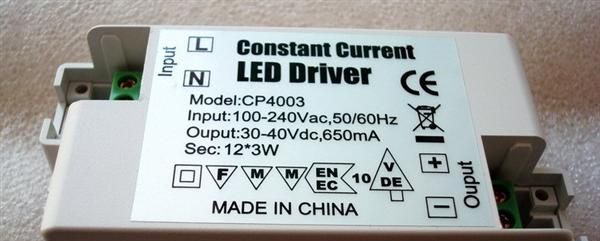 Input
L
N
Constant Current
LED Driver
CE
Model:CP4003
Input:100-240Vac,50/60Hz
Output:30-40Vdc,650mA
Sec: 12*3W
F M M EN EC 10 V DE
MADE IN CHINA
+
−
Ouput